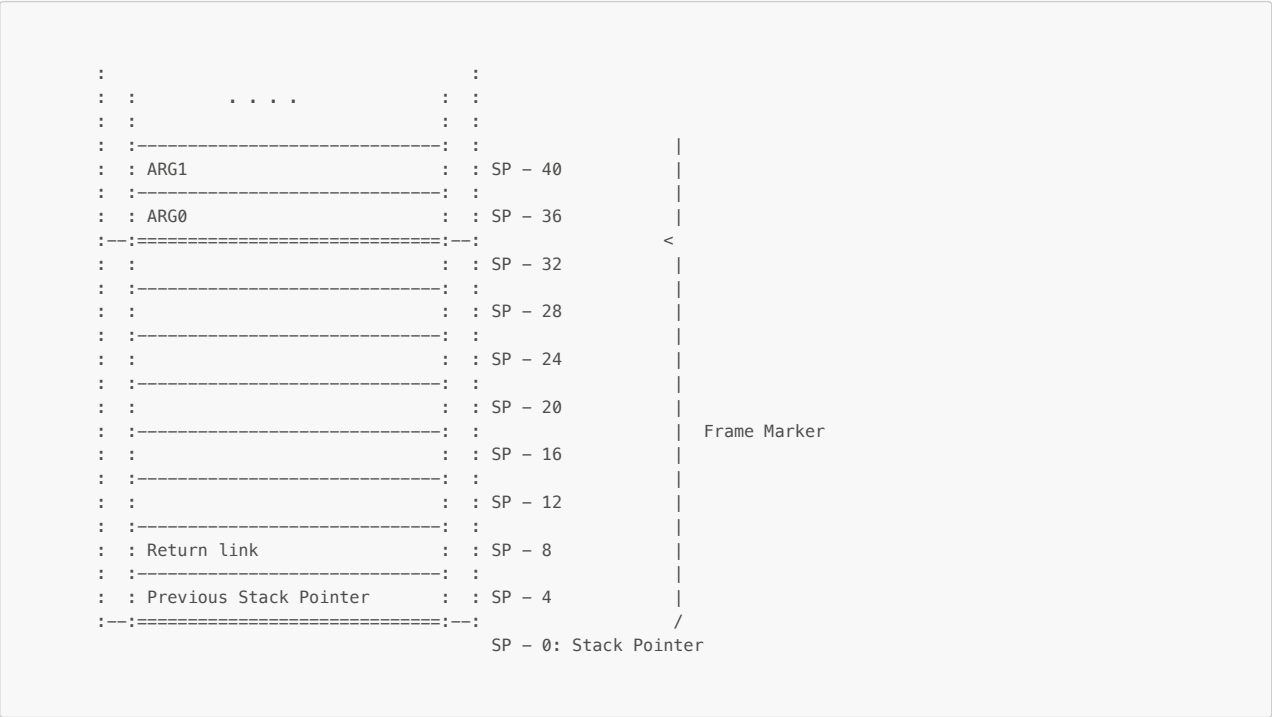 :                                     :
:  :         . . . .              :  :
:  :                              :  :
:  :------------------------------:  :                   |
:  : ARG1                         :  : SP - 40           |
:  :------------------------------:  :                   |
:  : ARG0                         :  : SP - 36           |
:--:==============================:--:                  <
:  :                              :  : SP - 32           |
:  :------------------------------:  :                   |
:  :                              :  : SP - 28           |
:  :------------------------------:  :                   |
:  :                              :  : SP - 24           |
:  :------------------------------:  :                   |
:  :                              :  : SP - 20           |
:  :------------------------------:  :                   |  Frame Marker
:  :                              :  : SP - 16           |
:  :------------------------------:  :                   |
:  :                              :  : SP - 12           |
:  :------------------------------:  :                   |
:  : Return link                  :  : SP - 8            |
:  :------------------------------:  :                   |
:  : Previous Stack Pointer       :  : SP - 4            |
:--:==============================:--:                   /
                                       SP - 0: Stack Pointer